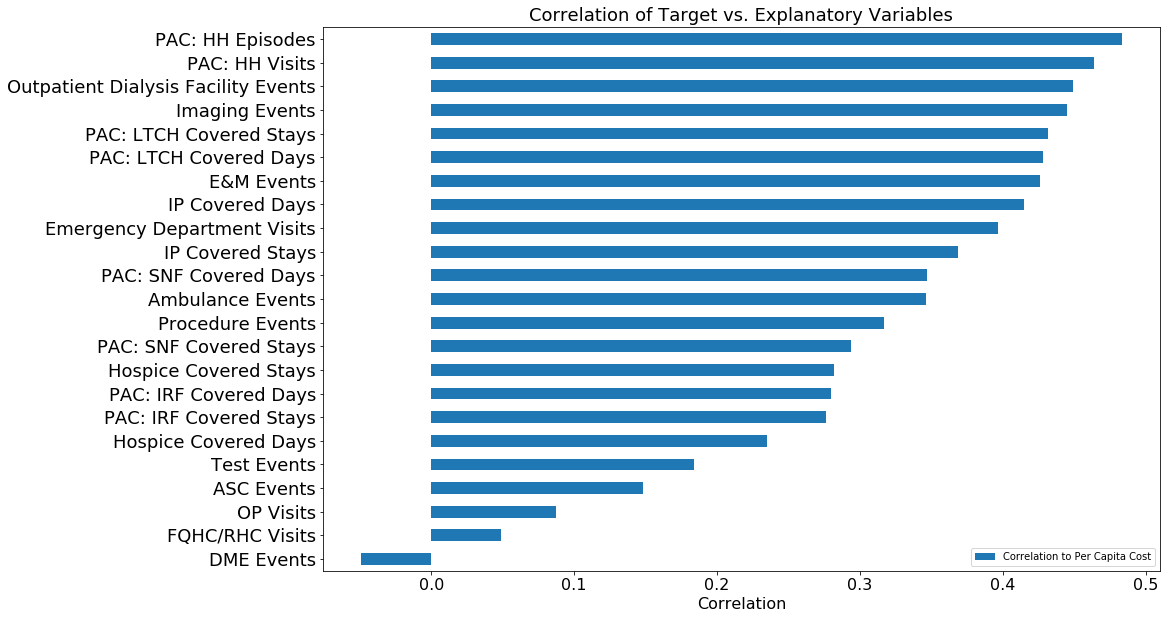 Correlation of Target vs. Explanatory Variables
PAC: HH Episodes
PAC: HH Visits
Outpatient Dialysis Facility Events
Imaging Events
PAC: LTCH Covered Stays
PAC: LTCH Covered Days
E&M Events
IP Covered Days
Emergency Department Visits
IP Covered Stays
PAC: SNF Covered Days
Ambulance Events
Procedure Events
PAC: SNF Covered Stays
Hospice Covered Stays
PAC: IRF Covered Days
PAC: IRF Covered Stays
Hospice Covered Days
Test Events
ASC Events
OP Visits
FQHC/RHC Visits
DME Events
Correlation to Per Capita Cost
0.0 0.1 0.2 0.3 0.4 0.5
Correlation